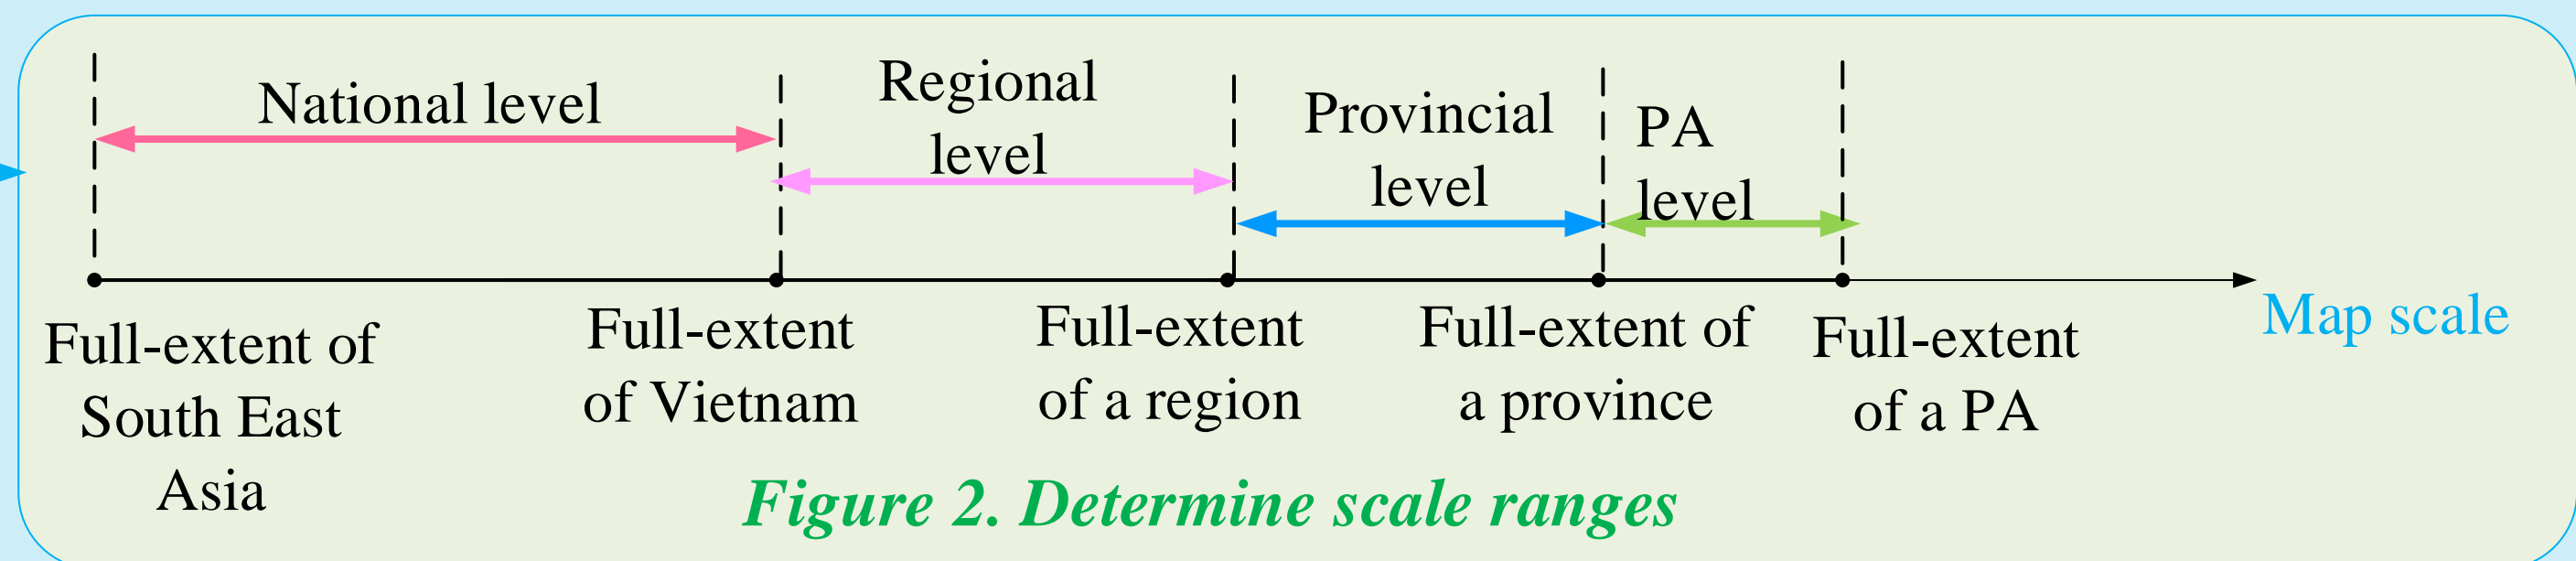 National level
Regional
level
Provincial
level
PA
level
Full-extent of
South East
Asia
Full-extent
of Vietnam
Full-extent
of a region
Full-extent of
a province
Full-extent
of a PA
Map scale
Figure 2. Determine scale ranges